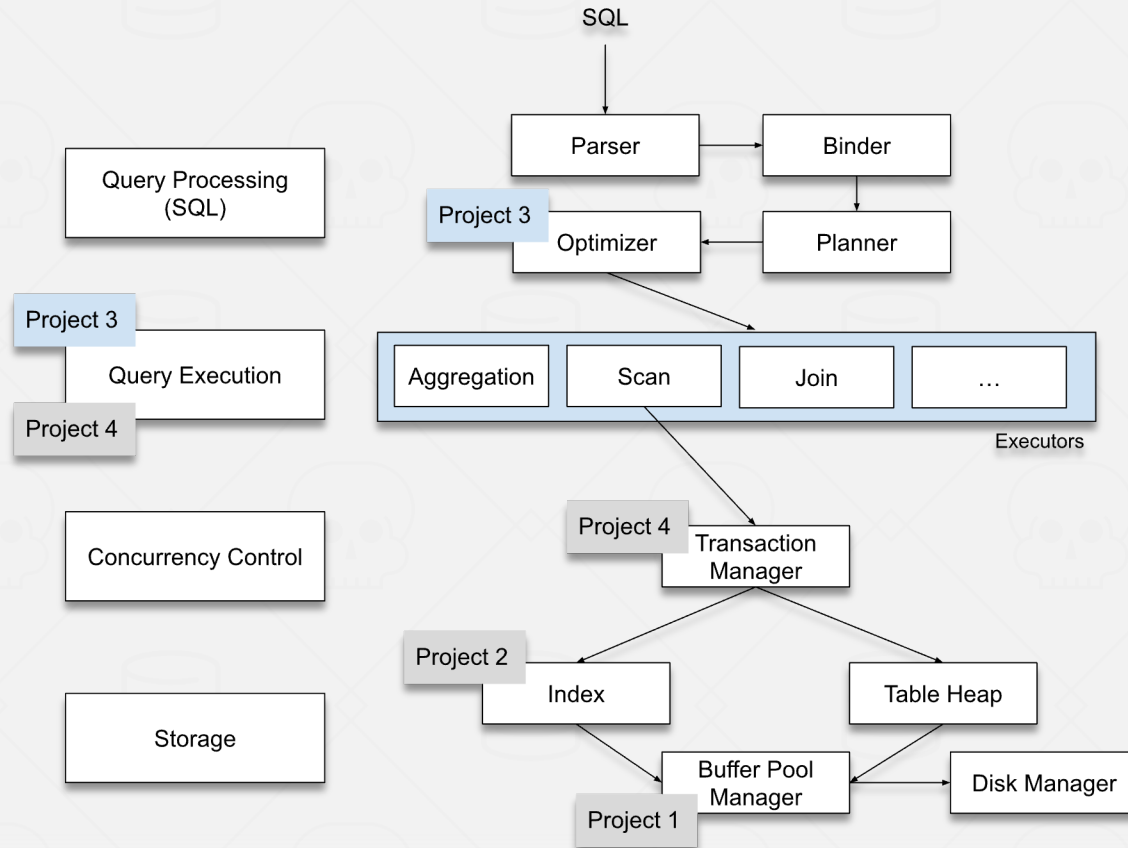 SQL
Parser
Binder
Query Processing
(SQL)
Project 3
Optimizer
Planner
Project 3
Query Execution
Project 4
Aggregation
Scan
Join
…
Executors
Concurrency Control
Project 4
Transaction
Manager
Project 2
Index
Table Heap
Storage
Buffer Pool
Manager
Disk Manager
Project 1